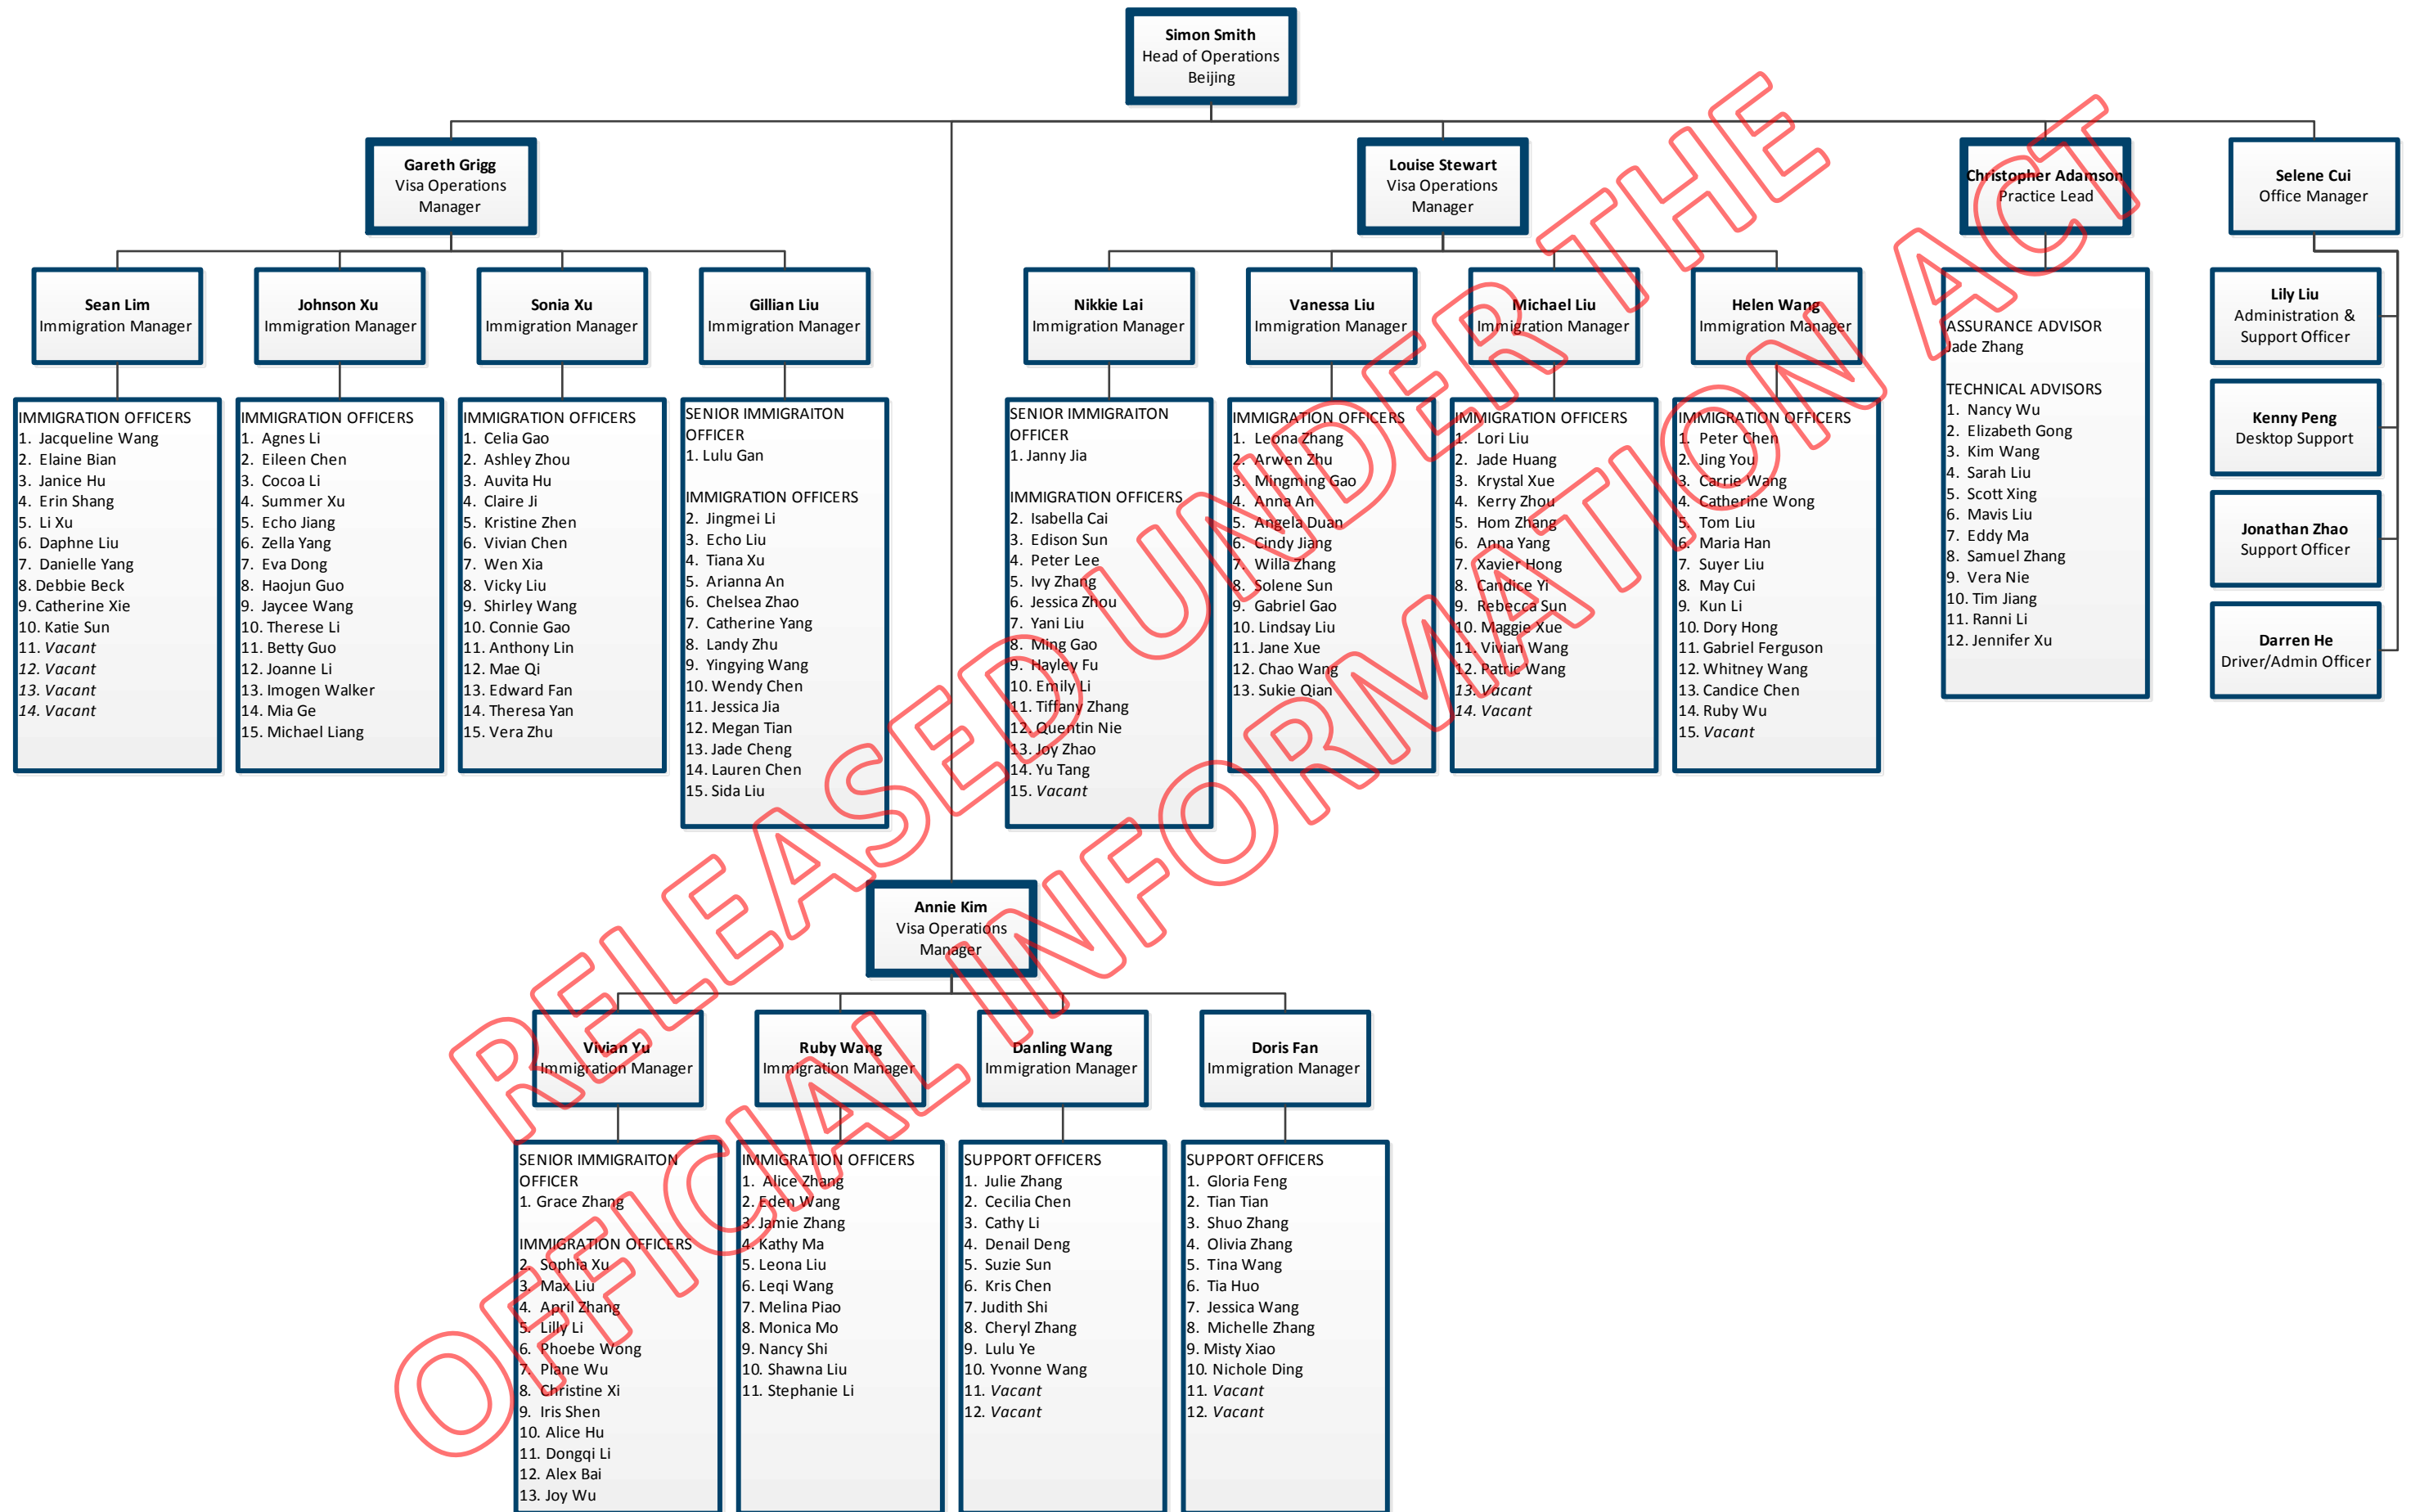 Simon Smith
Head of Operations
Beijing
Gareth Grigg
Visa Operations
Manager
Louise Stewart
Visa Operations
Manager
Christopher Adamson
Practice Lead
Selene Cui
Office Manager
Sean Lim
Immigration Manager
Johnson Xu
Immigration Manager
Sonia Xu
Immigration Manager
Gillian Liu
Immigration Manager
Nikkie Lai
Immigration Manager
Vanessa Liu
Immigration Manager
Michael Liu
Immigration Manager
Helen Wang
Immigration Manager
IMMIGRATION OFFICERS
1. Jacqueline Wang
2. Elaine Bian
3. Janice Hu
4. Erin Shang
5. Li Xu
6. Daphne Liu
7. Danielle Yang
8. Debbie Beck
9. Catherine Xie
10. Katie Sun
11. Vacant
12. Vacant
13. Vacant
14. Vacant
IMMIGRATION OFFICERS
1. Agnes Li
2. Eileen Chen
3. Cocoa Li
4. Summer Xu
5. Echo Jiang
6. Zella Yang
7. Eva Dong
8. Haojun Guo
9. Jaycee Wang
10. Therese Li
11. Betty Guo
12. Joanne Li
13. Imogen Walker
14. Mia Ge
15. Michael Liang
IMMIGRATION OFFICERS
1. Celia Gao
2. Ashley Zhou
3. Auvita Hu
4. Claire Ji
5. Kristine Zhen
6. Vivian Chen
7. Wen Xia
8. Vicky Liu
9. Shirley Wang
10. Connie Gao
11. Anthony Lin
12. Mae Qi
13. Edward Fan
14. Theresa Yan
15. Vera Zhu
SENIOR IMMIGRAITON
OFFICER
1. Lulu Gan
IMMIGRATION OFFICERS
2. Jingmei Li
3. Echo Liu
4. Tiana Xu
5. Arianna An
6. Chelsea Zhao
7. Catherine Yang
8. Landy Zhu
9. Yingying Wang
10. Wendy Chen
11. Jessica Jia
12. Megan Tian
13. Jade Cheng
14. Lauren Chen
15. Sida Liu
SENIOR IMMIGRAITON
OFFICER
1. Janny Jia
IMMIGRATION OFFICERS
2. Isabella Cai
3. Edison Sun
4. Peter Lee
5. Ivy Zhang
6. Jessica Zhou
7. Yani Liu
8. Ming Gao
9. Hayley Fu
10. Emily Li
11. Tiffany Zhang
12. Quentin Nie
13. Joy Zhao
14. Yu Tang
15. Vacant
IMMIGRATION OFFICERS
1. Leona Zhang
2. Arwen Zhu
3. Mingming Gao
4. Anna An
5. Angela Duan
6. Cindy Jiang
7. Willa Zhang
8. Solene Sun
9. Gabriel Gao
10. Lindsay Liu
11. Jane Xue
12. Chao Wang
13. Sukie Qian
IMMIGRATION OFFICERS
1. Lori Liu
2. Jade Huang
3. Krystal Xue
4. Kerry Zhou
5. Hom Zhang
6. Anna Yang
7. Xavier Hong
8. Candice Yi
9. Rebecca Sun
10. Maggie Xue
11. Vivian Wang
12. Patric Wang
13. Vacant
14. Vacant
IMMIGRATION OFFICERS
1. Peter Chen
2. Jing You
3. Carrie Wang
4. Catherine Wong
5. Tom Liu
6. Maria Han
7. Suyer Liu
8. May Cui
9. Kun Li
10. Dory Hong
11. Gabriel Ferguson
12. Whitney Wang
13. Candice Chen
14. Ruby Wu
15. Vacant
ASSURANCE ADVISOR
Jade Zhang
TECHNICAL ADVISORS
1. Nancy Wu
2. Elizabeth Gong
3. Kim Wang
4. Sarah Liu
5. Scott Xing
6. Mavis Liu
7. Eddy Ma
8. Samuel Zhang
9. Vera Nie
10. Tim Jiang
11. Ranni Li
12. Jennifer Xu
Lily Liu
Administration &
Support Officer
Kenny Peng
Desktop Support
Jonathan Zhao
Support Officer
Darren He
Driver/Admin Officer
Annie Kim
Visa Operations
Manager
Vivian Yu
Immigration Manager
Ruby Wang
Immigration Manager
Danling Wang
Immigration Manager
Doris Fan
Immigration Manager
SENIOR IMMIGRAITON
OFFICER
1. Grace Zhang
IMMIGRATION OFFICERS
2. Sophia Xu
3. Max Liu
4. April Zhang
5. Lilly Li
6. Phoebe Wong
7. Plane Wu
8. Christine Xi
9. Iris Shen
10. Alice Hu
11. Dongqi Li
12. Alex Bai
13. Joy Wu
IMMIGRATION OFFICERS
1. Alice Zhang
2. Eden Wang
3. Jamie Zhang
4. Kathy Ma
5. Leona Liu
6. Leqi Wang
7. Melina Piao
8. Monica Mo
9. Nancy Shi
10. Shawna Liu
11. Stephanie Li
SUPPORT OFFICERS
1. Julie Zhang
2. Cecilia Chen
3. Cathy Li
4. Denail Deng
5. Suzie Sun
6. Kris Chen
7. Judith Shi
8. Cheryl Zhang
9. Lulu Ye
10. Yvonne Wang
11. Vacant
12. Vacant
SUPPORT OFFICERS
1. Gloria Feng
2. Tian Tian
3. Shuo Zhang
4. Olivia Zhang
5. Tina Wang
6. Tia Huo
7. Jessica Wang
8. Michelle Zhang
9. Misty Xiao
10. Nichole Ding
11. Vacant
12. Vacant
RELEASED UNDER THE
OFFICIAL INFORMATION ACT